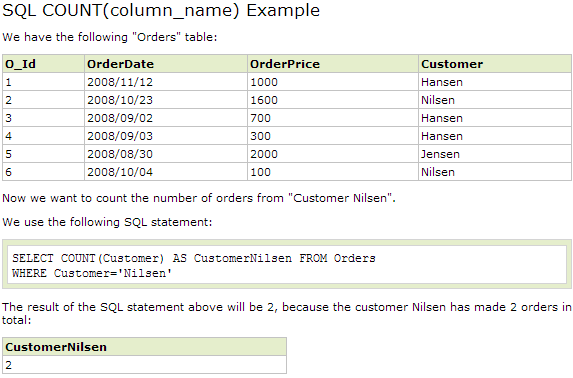 SQL COUNT(column_name) Example
We have the following "Orders" table:
O_Id OrderDate OrderPrice Customer
1 2008/11/12 1000 Hansen
2 2008/10/23 1600 Nilsen
3 2008/09/02 700 Hansen
4 2008/09/03 300 Hansen
5 2008/08/30 2000 Jensen
6 2008/10/04 100 Nilsen
Now we want to count the number of orders from "Customer Nilsen".
We use the following SQL statement:
SELECT COUNT(Customer) AS CustomerNilsen FROM Orders
WHERE Customer='Nilsen'
The result of the SQL statement above will be 2, because the customer Nilsen has made 2 orders in
total:
CustomerNilsen
2